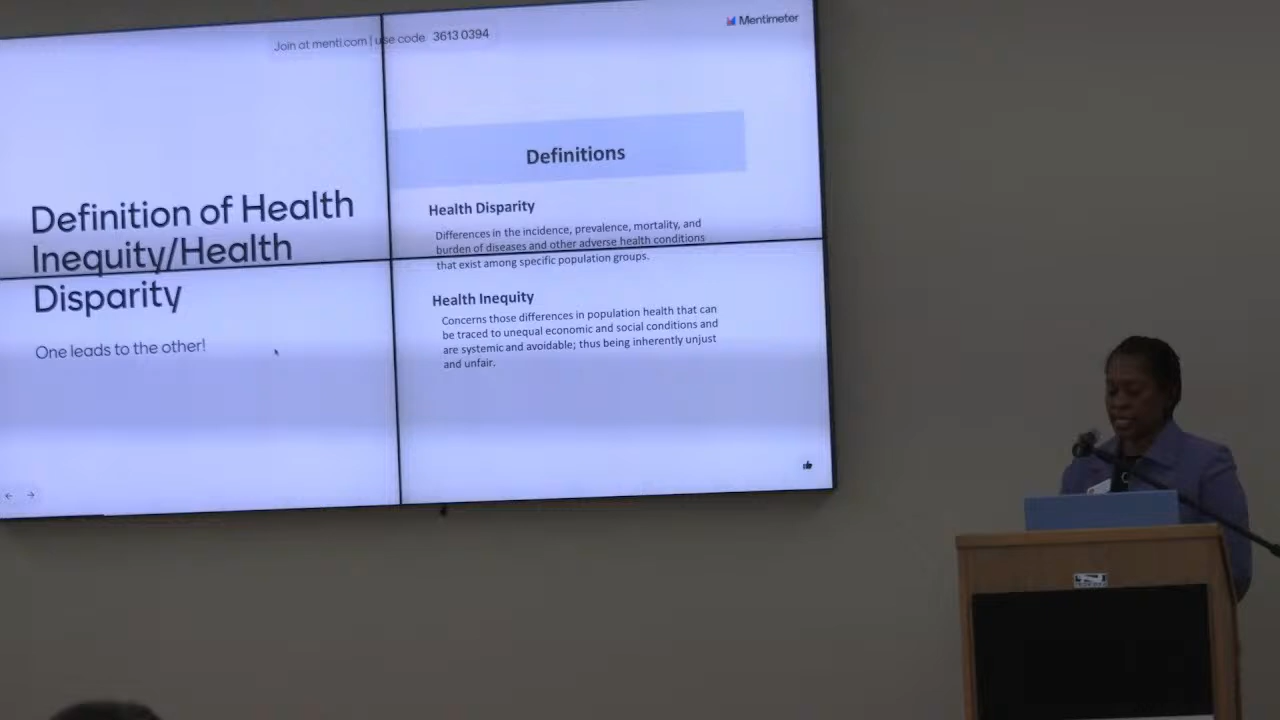 Join at menti.com | use code 3613 0394
Mentimeter
Definition of Health
Inequity/Health
Disparity
One leads to the other!
Definitions
Health Disparity
Differences in the incidence, prevalence, mortality, and
burden of diseases and other adverse health conditions
that exist among specific population groups.
Health Inequity
Concerns those differences in population health that can
be traced to unequal economic and social conditions and
are systemic and avoidable; thus being inherently unjust
and unfair.